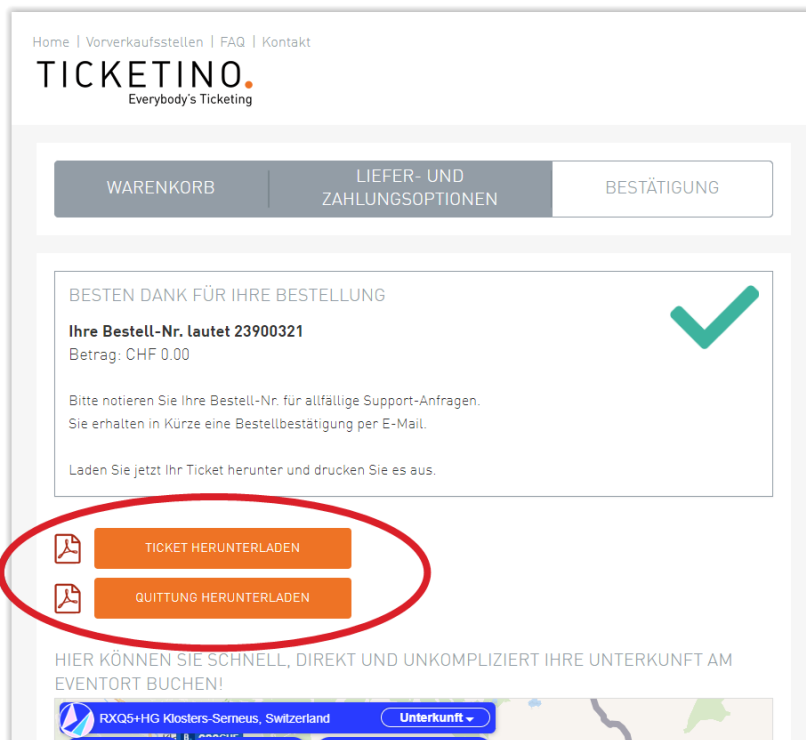 Home | Vorverkaufsstellen | FAQ | Kontakt
TICKETINO.
Everybody's Ticketing
WARENKORB
LIEFER- UND
ZAHLUNGSOPTIONEN
BESTÄTIGUNG
BESTEN DANK FÜR IHRE BESTELLUNG
Ihre Bestell-Nr. lautet 23900321
Betrag: CHF 0.00
Bitte notieren Sie Ihre Bestell-Nr. für allfällige Support-Anfragen.
Sie erhalten in Kürze eine Bestellbestätigung per E-Mail.
Laden Sie jetzt Ihr Ticket herunter und drucken Sie es aus.
TICKET HERUNTERLADEN
QUITTUNG HERUNTERLADEN
HIER KÖNNEN SIE SCHNELL, DIREKT UND UNKOMPLIZIERT IHRE UNTERKUNFT AM
EVENTORT BUCHEN!
RXQ5+HG Klosters-Serneus, Switzerland
Unterkunft